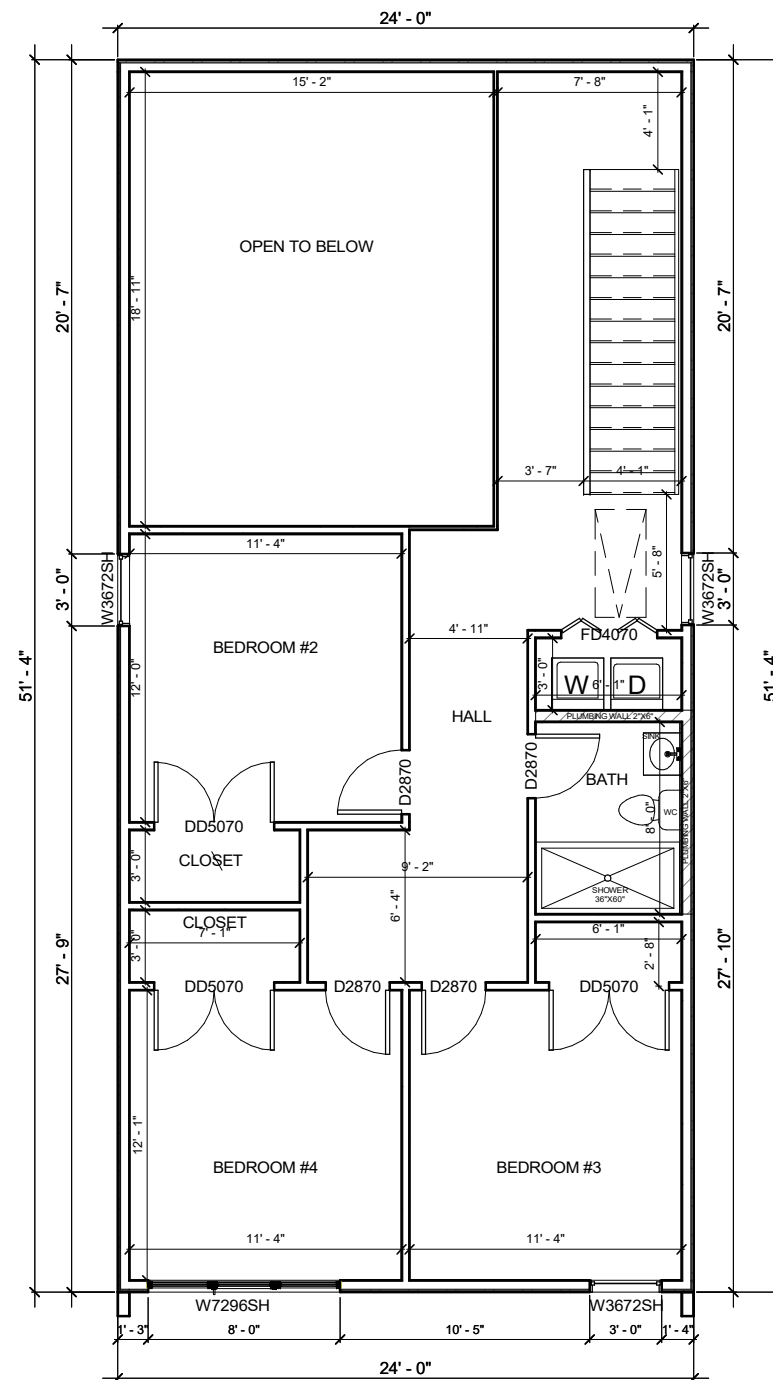 24' - 0"
15' - 2"
7' - 8"
4' - 1"
OPEN TO BELOW
18' - 11"
20' - 7"
20' - 7"
3' - 7"
4' - 1"
5' - 8"
11' - 4"
3' - 0"
W3672SH
W3672SH
3' - 0"
4' - 11"
FD4070
BEDROOM #2
51' - 4"
51' - 4"
12' - 0"
3' - 0"
W
D
6' - 1"
HALL
PLUMBING WALL 2"X6"
SINK
D2870
D2870
BATH
WC
8' - 0"
PLUMBING WALL 2"X6"
DD5070
CLOSET
3' - 0"
9' - 2"
6' - 4"
SHOWER
36"X60"
CLOSET
7' - 1"
3' - 0"
6' - 1"
2' - 8"
27' - 9"
27' - 10"
DD5070
D2870
D2870
DD5070
12' - 1"
BEDROOM #4
BEDROOM #3
11' - 4"
11' - 4"
W7296SH
W3672SH
1' - 3"
8' - 0"
10' - 5"
3' - 0"
1' - 4"
24' - 0"